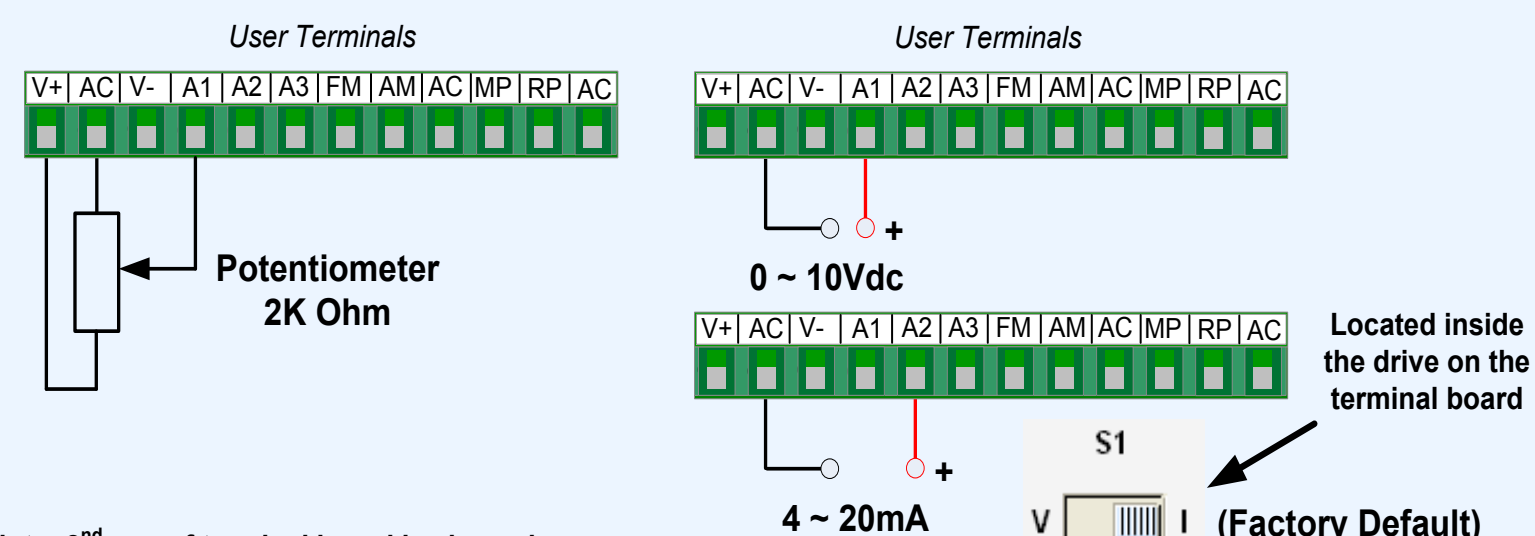 User Terminals
V+ AC V- A1 A2 A3 FM AM AC MP RP AC
Potentiometer
2K Ohm
User Terminals
V+ AC V- A1 A2 A3 FM AM AC MP RP AC
+
0 ~ 10Vdc
V+ AC V- A1 A2 A3 FM AM AC MP RP AC
+
4 ~ 20mA
Located inside
the drive on the
terminal board
S1
V I (Factory Default)